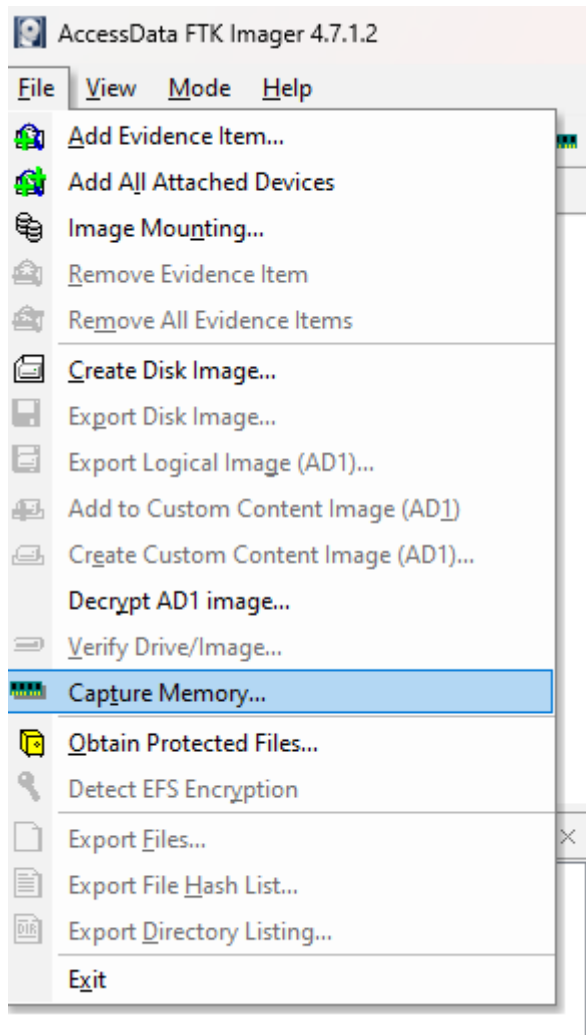 AccessData FTK Imager 4.7.1.2
File View Mode Help
Add Evidence Item...
Add All Attached Devices
Image Mounting...
Remove Evidence Item
Remove All Evidence Items
Create Disk Image...
Export Disk Image...
Export Logical Image (AD1)...
Add to Custom Content Image (AD1)
Create Custom Content Image (AD1)...
Decrypt AD1 image...
Verify Drive/Image...
Capture Memory...
Obtain Protected Files...
Detect EFS Encryption
Export Files...
Export File Hash List...
DIR Export Directory Listing...
Exit